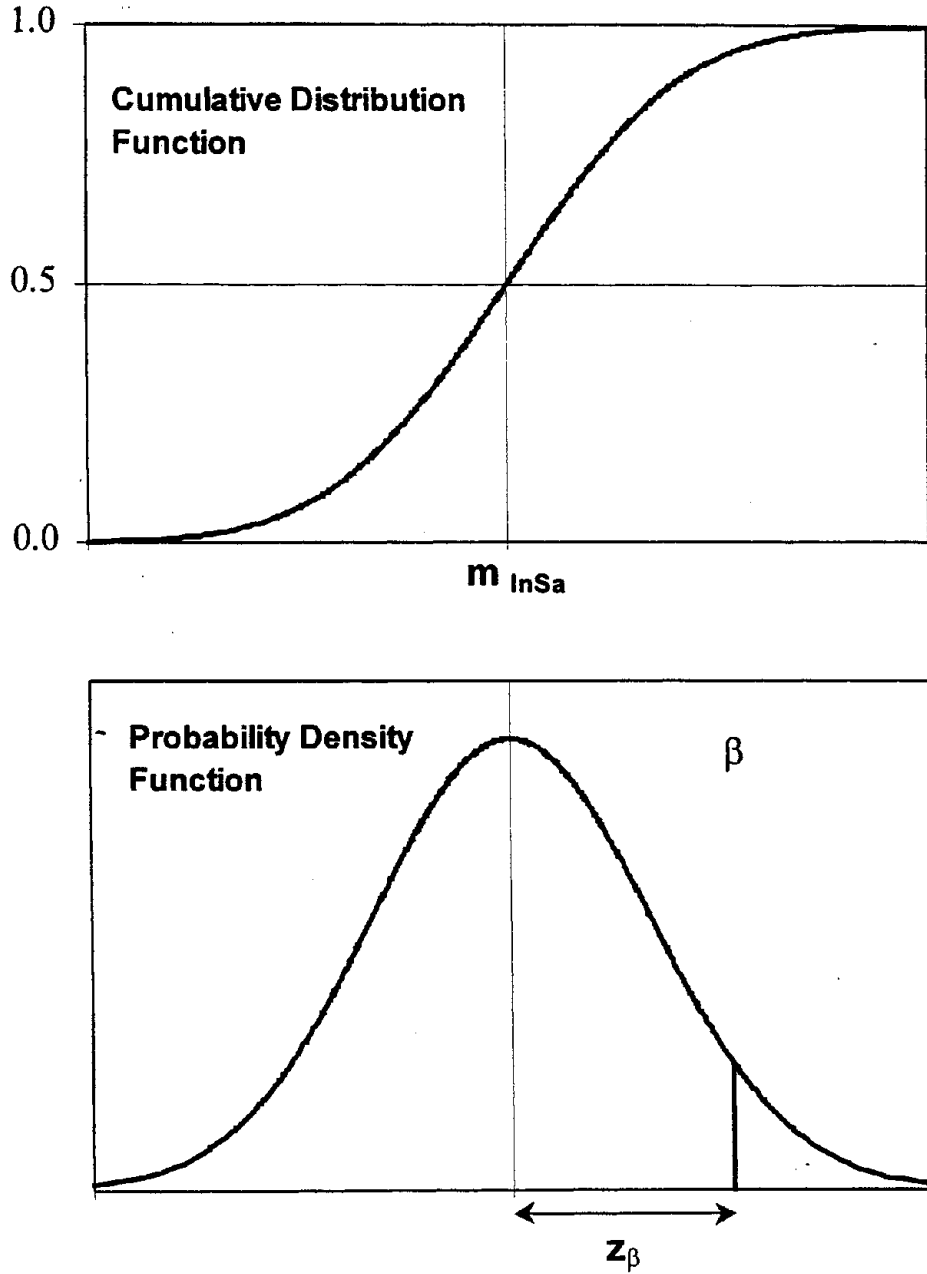 1.0
Cumulative Distribution
Function
0.5
0.0
m lnSa
Probability Density
Function
β
zβ